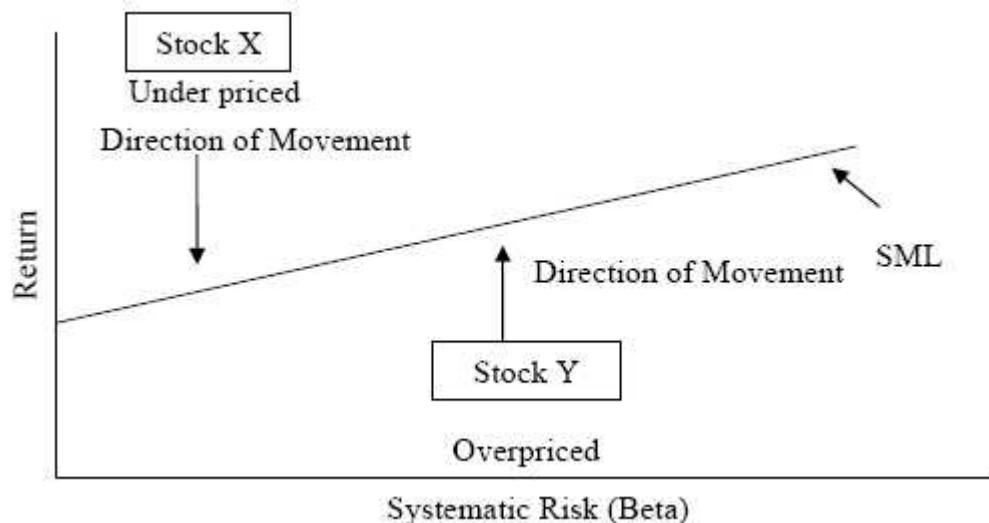 Stock X
Under priced
Direction of Movement
Return
Direction of Movement
SML
Stock Y
Overpriced
Systematic Risk (Beta)